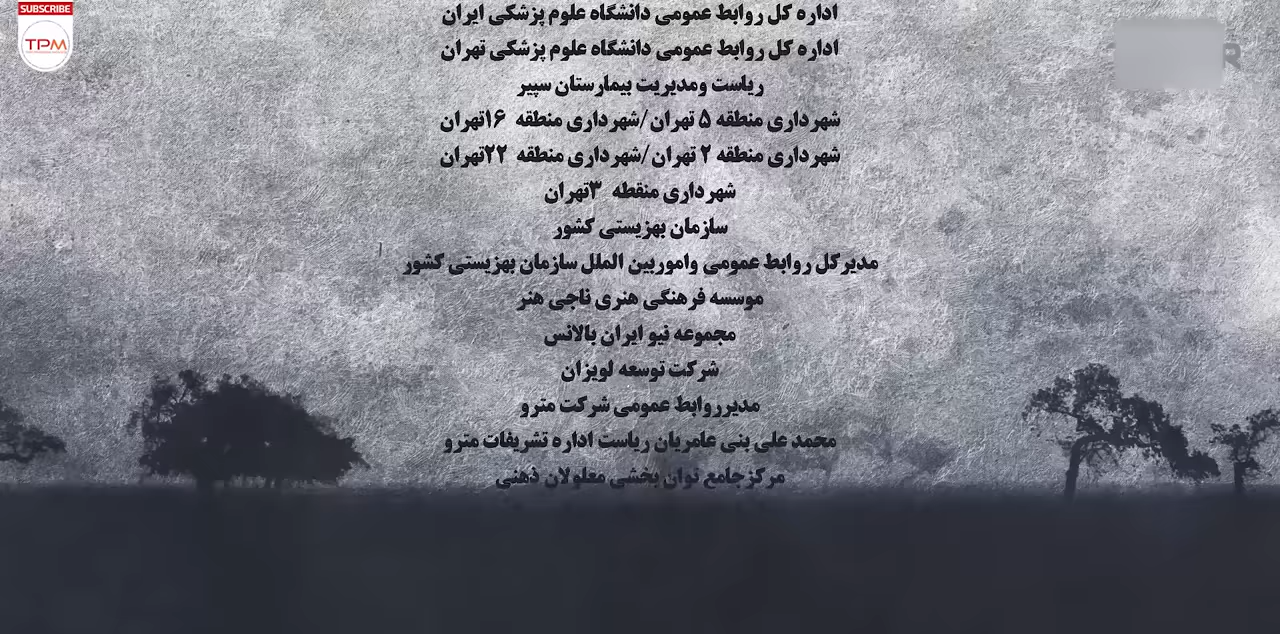 SUBSCRIBE
TPM
R
اداره کل روابط عمومی دانشگاه علوم پزشکی ایران
اداره کل روابط عمومی دانشگاه علوم پزشکی تهران
ریاست ومدیریت بیمارستان سپیر
شهرداری منطقه ۵ تهران/شهرداری منطقه ۱۶تهران
شهرداری منطقه ۲ تهران/شهرداری منطقه ۲۲تهران
شهرداری منقطه ۳تهران
سازمان بهزیستی کشور
مدیرکل روابط عمومی واموربین الملل سازمان بهزیستی کشور
موسسه فرهنگی هنری ناجی هنر
مجموعه نیو ایران بالانس
شرکت توسعه لویزان
مدیرروابط عمومی شرکت مترو
محمد علی بنی عامریان ریاست اداره تشریفات مترو
مرکزجامع توان بخشی معلولان ذهنی